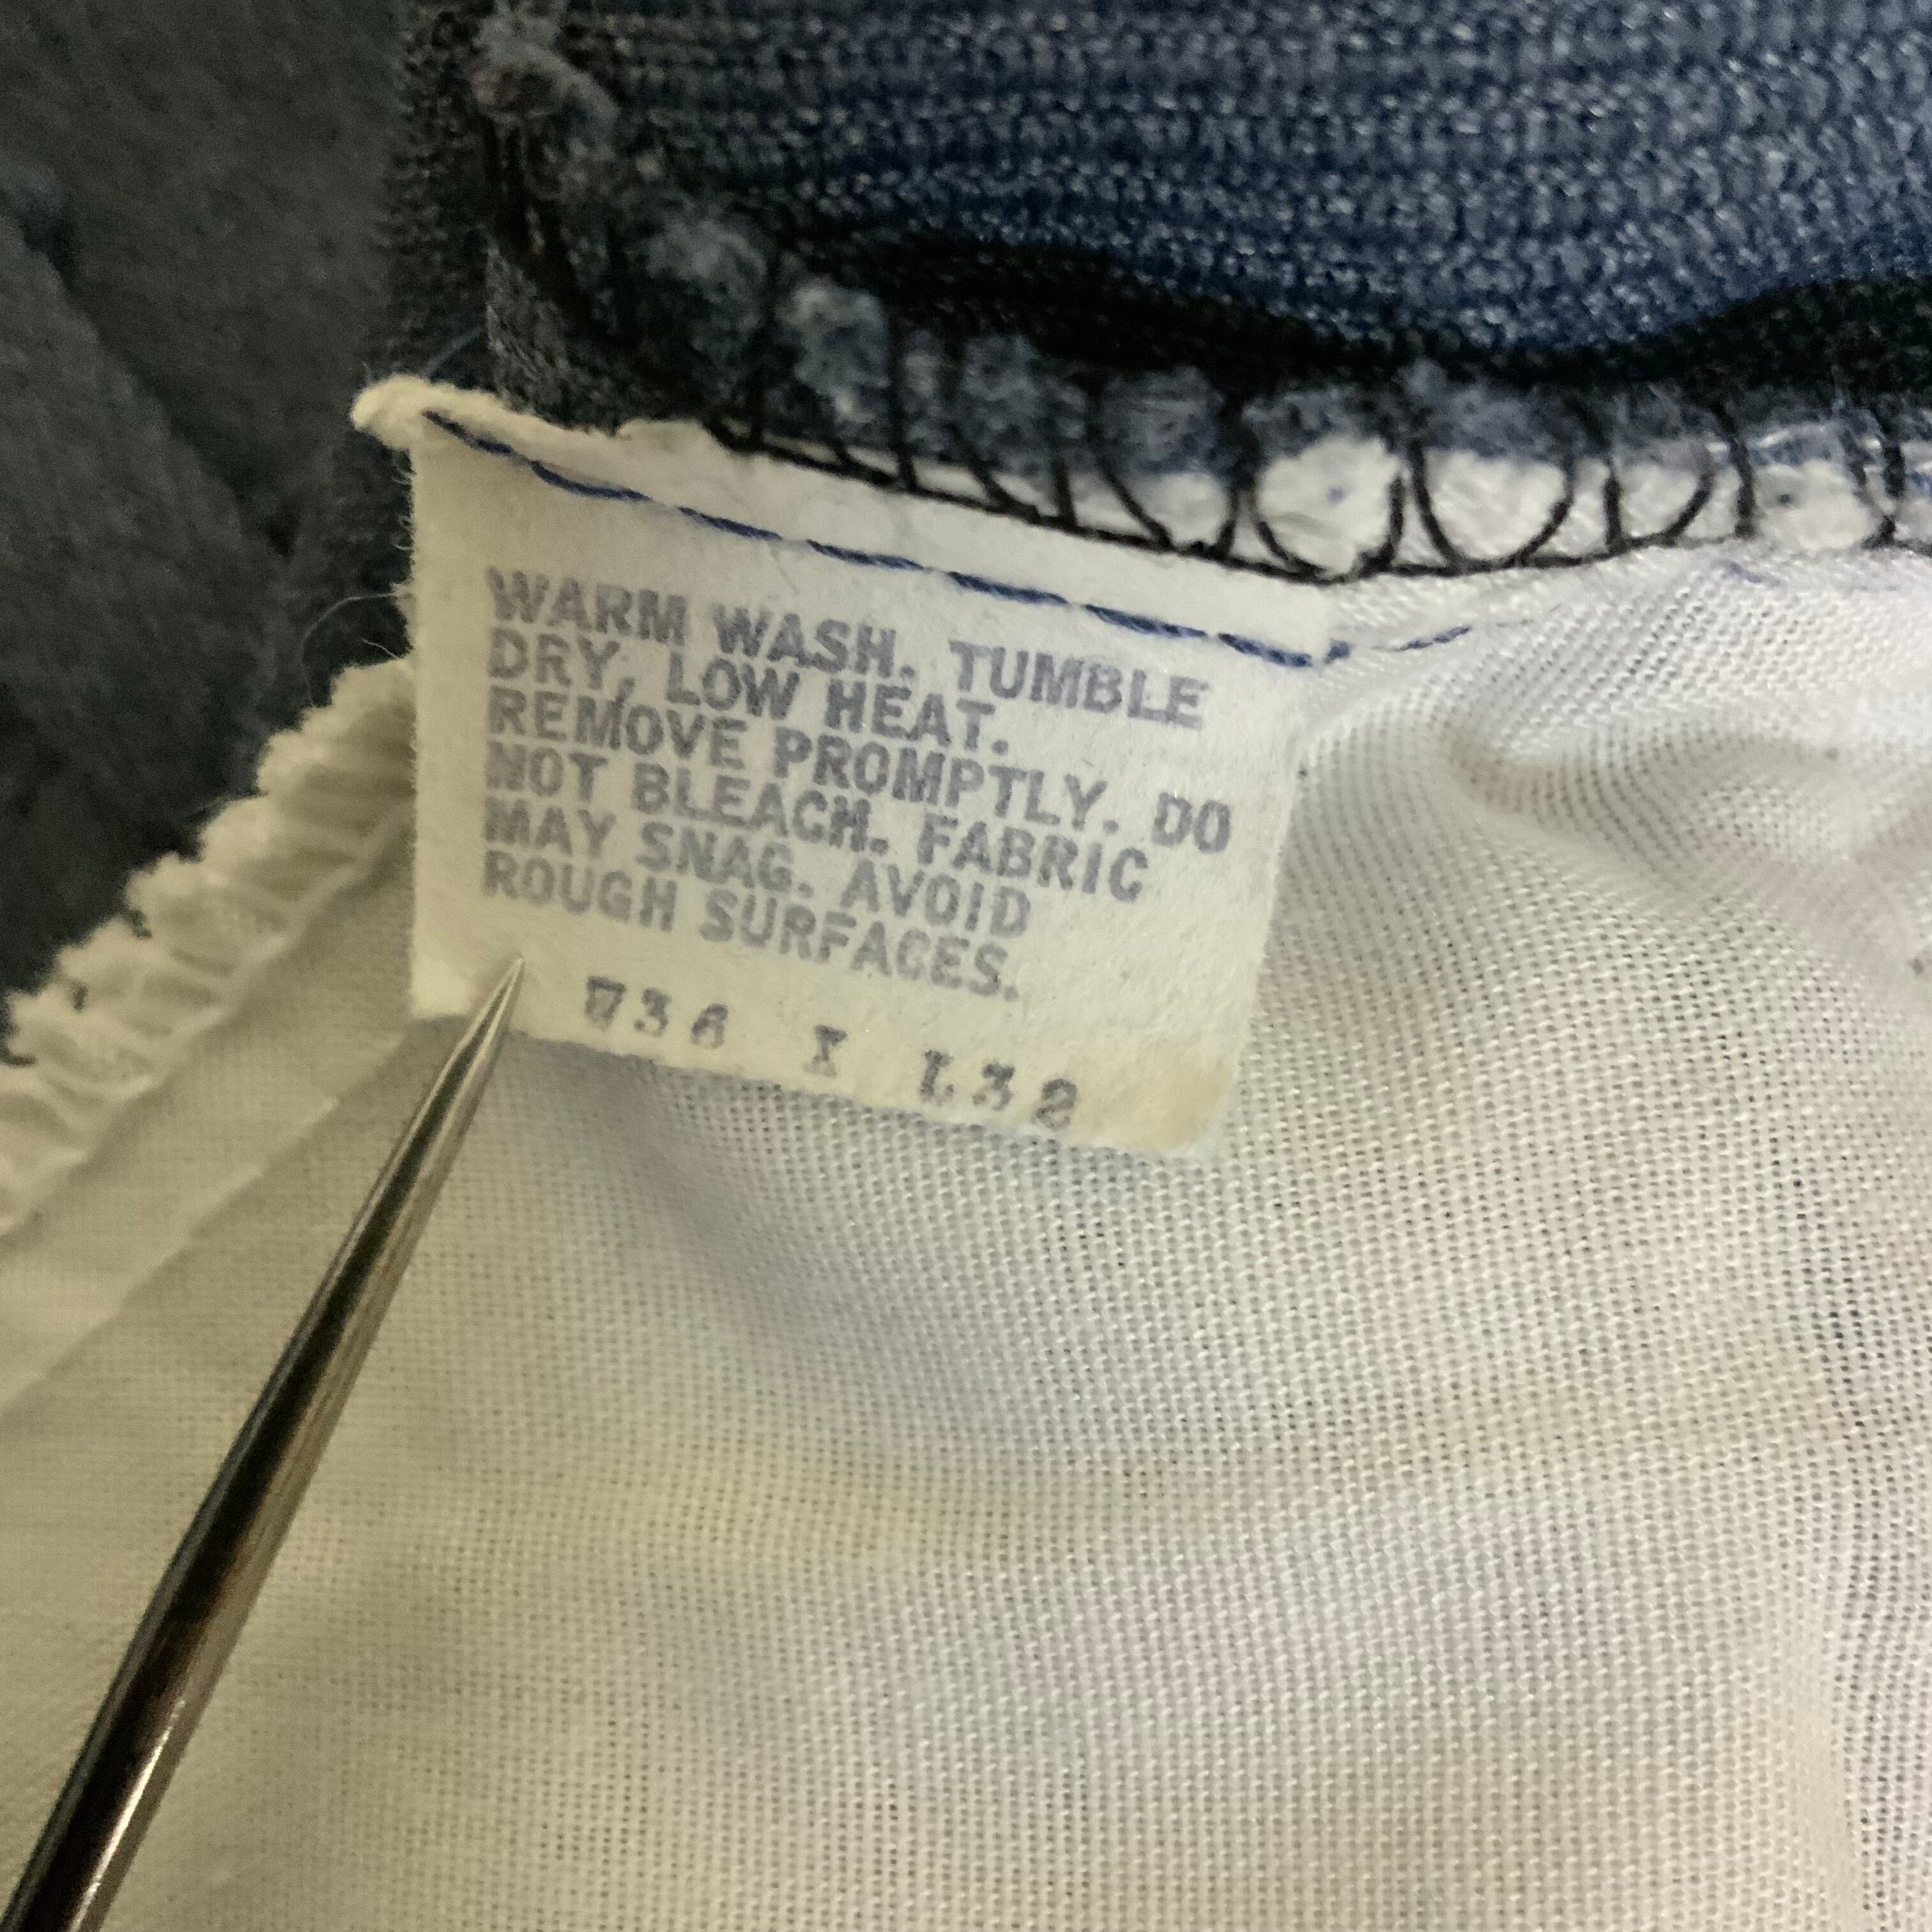 WARM WASH. TUMBLE
DRY, LOW HEAT.
REMOVE PROMPTLY. DO
NOT BLEACH. FABRIC
MAY SNAG. AVOID
ROUGH SURFACES.
W36 X L32